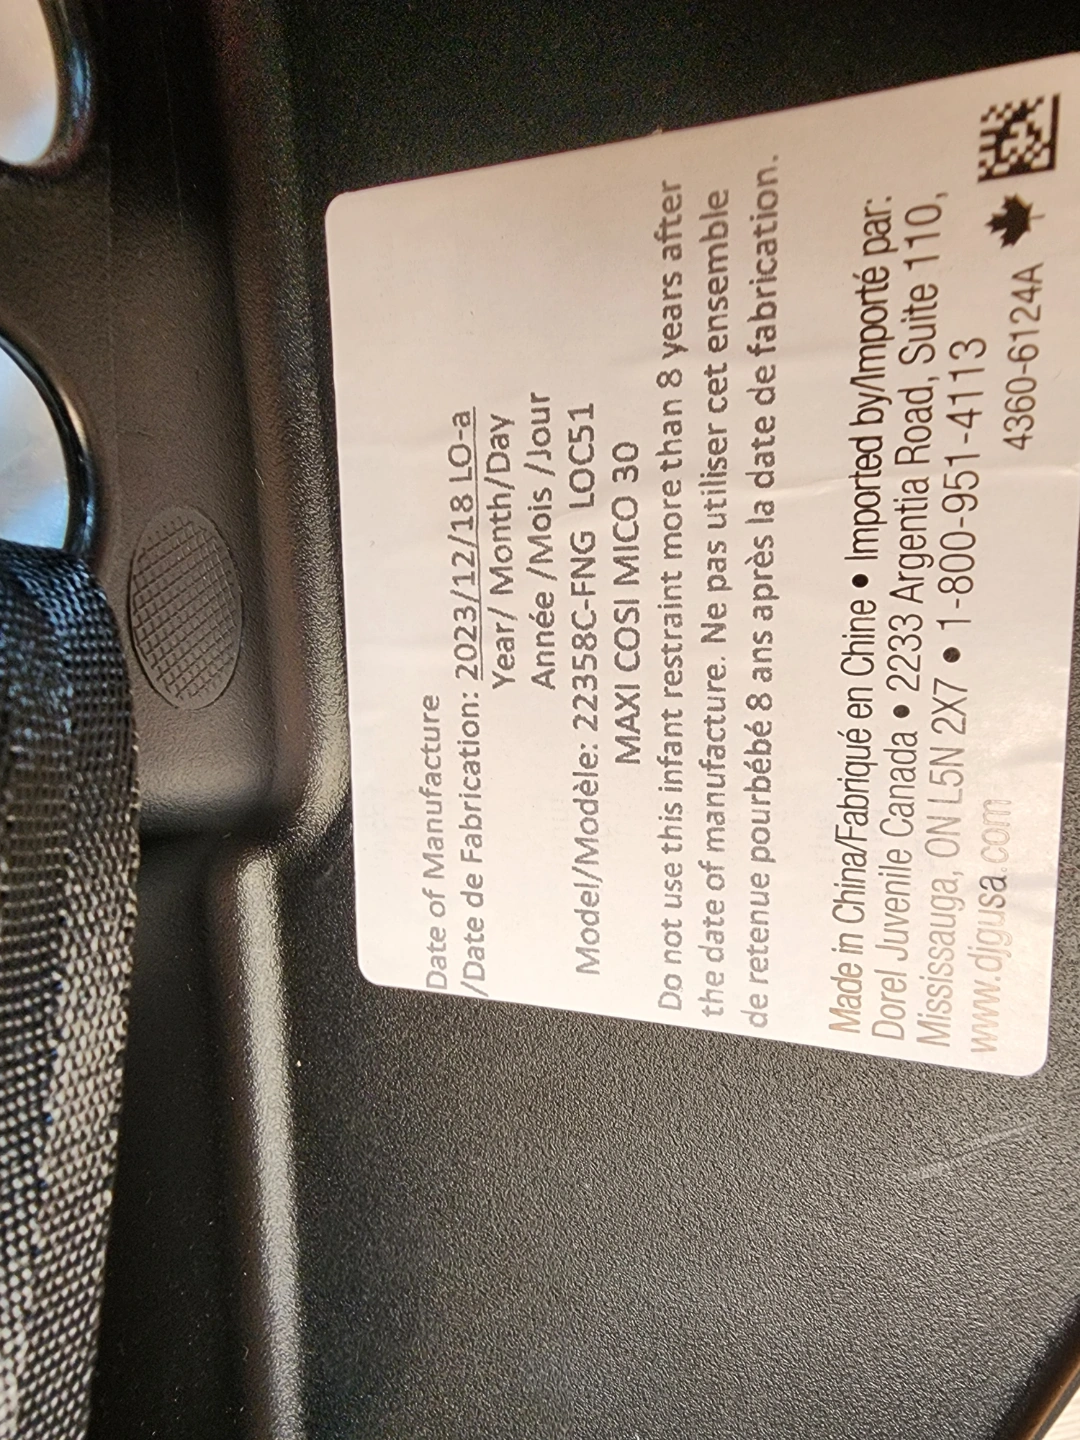 Date of Manufacture
/Date de Fabrication: 2023/12/18 LO-a
Year/ Month/Day
Année /Mois /Jour
Model/Modèle: 22358C-FNG LOC51
MAXI COSI MICO 30
Do not use this infant restraint more than 8 years after
the date of manufacture. Ne pas utiliser cet ensemble
de retenue pourbébé 8 ans après la date de fabrication.
Made in China/Fabriqué en Chine • Imported by/Importé par:
Dorel Juvenile Canada • 2233 Argentia Road, Suite 110,
Mississauga, ON L5N 2X7 • 1-800-951-4113
www.djgusa.com
4360-6124A